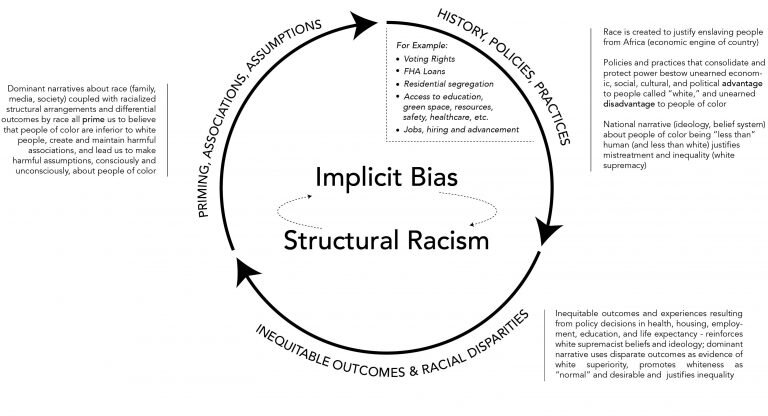 PRIMING, ASSOCIATIONS, ASSUMPTIONS
HISTORY, POLICIES, PRACTICES
For Example:
• Voting Rights
• FHA Loans
• Residential segregation
• Access to education,
green space, resources,
safety, healthcare, etc.
• Jobs, hiring and advancement
Race is created to justify enslaving people
from Africa (economic engine of country)
Policies and practices that consolidate and
protect power bestow unearned econom-
ic, social, cultural, and political advantage
to people called “white,” and unearned
disadvantage to people of color
National narrative (ideology, belief system)
about people of color being “less than”
human (and less than white) justifies
mistreatment and inequality (white
supremacy)
Dominant narratives about race (family,
media, society) coupled with racialized
structural arrangements and differential
outcomes by race all prime us to believe
that people of color are inferior to white
people, create and maintain harmful
associations, and lead us to make
harmful assumptions, consciously and
unconsciously, about people of color
Implicit Bias
Structural Racism
INEQUITABLE OUTCOMES & RACIAL DISPARITIES
Inequitable outcomes and experiences resulting
from policy decisions in health, housing, employ-
ment, education, and life expectancy - reinforces
white supremacist beliefs and ideology; dominant
narrative uses disparate outcomes as evidence of
white superiority, promotes whiteness as
“normal” and desirable and justifies inequality